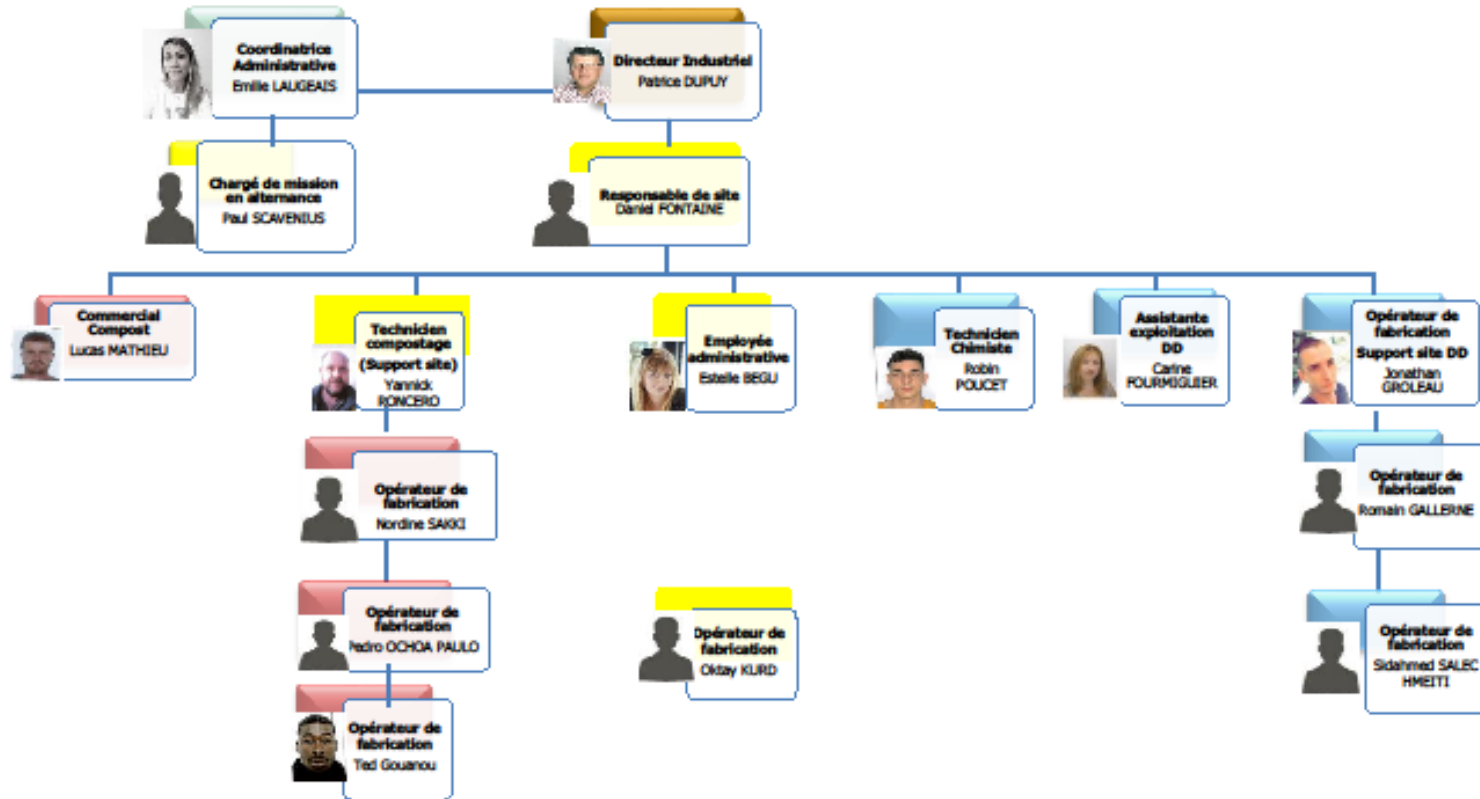 Coordinatrice
Administrative
Emilie LAUGEAIS
Directeur Industriel
Patrice DUPUY
Chargé de mission
en alternance
Paul SCAVENIUS
Responsable de site
Daniel FONTAINE
Commercial
Compost
Lucas MATHIEU
Technicien
compostage
(Support site)
Yannick
RONCERO
Employée
administrative
Estelle BEGU
Technicien
Chimiste
Robin
POUCET
Assistante
exploitation
DD
Carine
FOURMIGUIER
Opérateur de
fabrication
Support site DD
Jonathan
GROLEAU
Opérateur de
fabrication
Nordine SAKKI
Opérateur de
fabrication
Romain GALLERNE
Opérateur de
fabrication
Pedro OCHOA PAULO
Opérateur de
fabrication
Oktay KURD
Opérateur de
fabrication
Sidahmed SALEC
HMEITI
Opérateur de
fabrication
Ted Gouanou